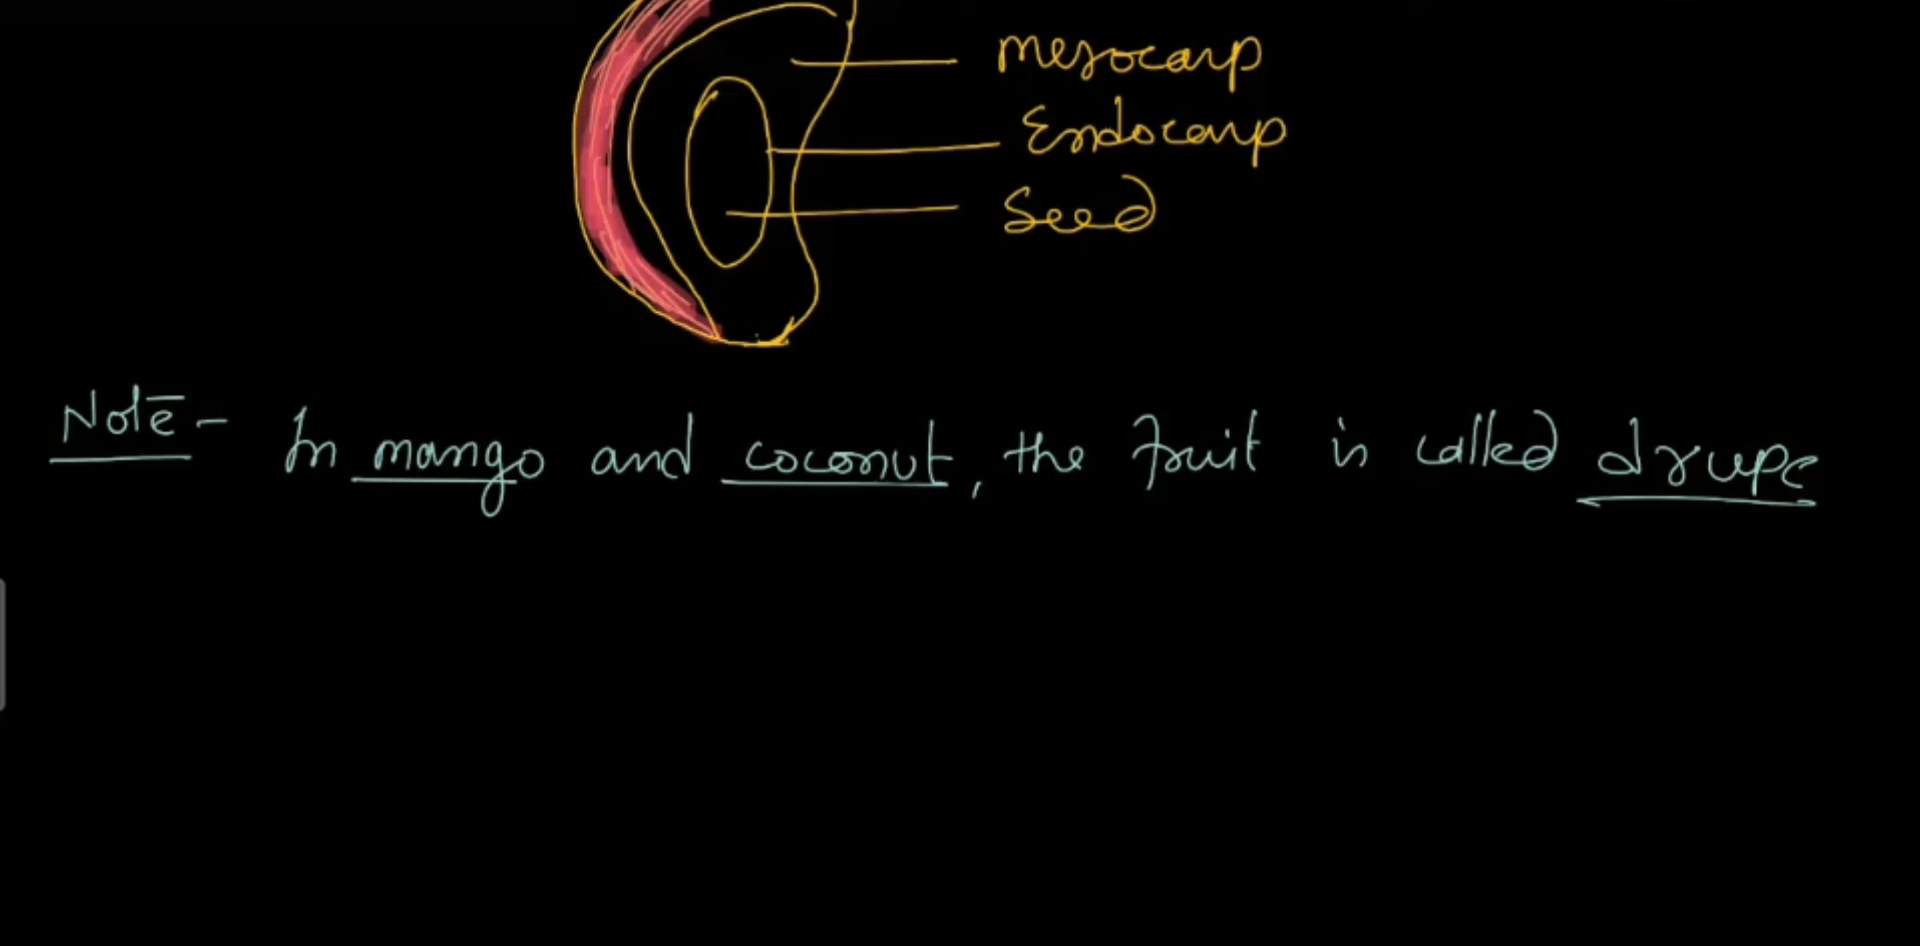 Mesocarp
Endocarp
Seed
Note - In mango and coconut, the fruit is called drupe